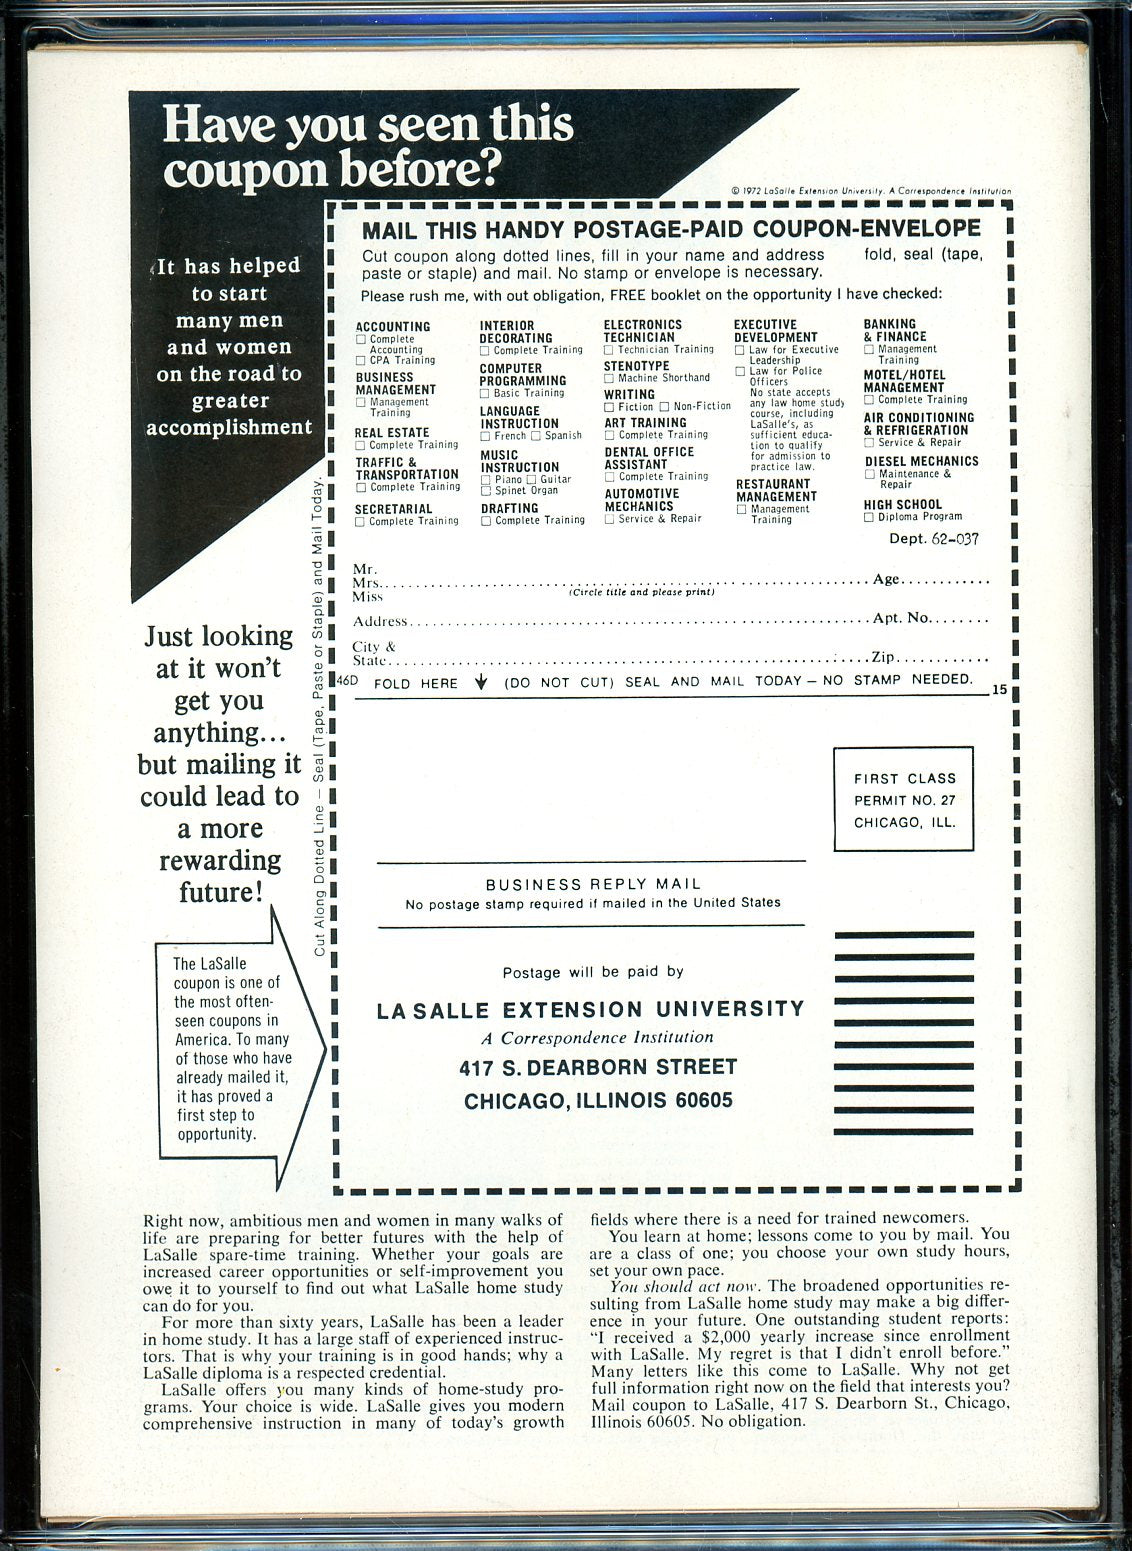 Have you seen this
coupon before?
© 1972 LaSalle Extension University. A Correspondence Institution
It has helped
to start
many men
and women
on the road to
greater
accomplishment
MAIL THIS HANDY POSTAGE-PAID COUPON-ENVELOPE
Cut coupon along dotted lines, fill in your name and address fold, seal (tape,
paste or staple) and mail. No stamp or envelope is necessary.
Please rush me, with out obligation, FREE booklet on the opportunity I have checked:
ACCOUNTING
☐ Complete
Accounting
☐ CPA Training
BUSINESS
MANAGEMENT
☐ Management
Training
REAL ESTATE
☐ Complete Training
TRAFFIC &
TRANSPORTATION
☐ Complete Training
SECRETARIAL
☐ Complete Training
INTERIOR
DECORATING
☐ Complete Training
COMPUTER
PROGRAMMING
☐ Basic Training
LANGUAGE
INSTRUCTION
☐ French ☐ Spanish
MUSIC
INSTRUCTION
☐ Piano ☐ Guitar
☐ Spinet Organ
DRAFTING
☐ Complete Training
ELECTRONICS
TECHNICIAN
☐ Technician Training
STENOTYPE
☐ Machine Shorthand
WRITING
☐ Fiction ☐ Non-Fiction
ART TRAINING
☐ Complete Training
DENTAL OFFICE
ASSISTANT
☐ Complete Training
AUTOMOTIVE
MECHANICS
☐ Service & Repair
EXECUTIVE
DEVELOPMENT
☐ Law for Executive
Leadership
☐ Law for Police
Officers
No state accepts
any law home study
course, including
LaSalle's, as
sufficient educa-
tion to qualify
for admission to
practice law.
RESTAURANT
MANAGEMENT
☐ Management
Training
BANKING
& FINANCE
☐ Management
Training
MOTEL/HOTEL
MANAGEMENT
☐ Complete Training
AIR CONDITIONING
& REFRIGERATION
☐ Service & Repair
DIESEL MECHANICS
☐ Maintenance &
Repair
HIGH SCHOOL
☐ Diploma Program
Dept. 62-037
Mr.
Mrs. Age
Miss (Circle title and please print)
Address Apt. No.
City &
State Zip
46D FOLD HERE (DO NOT CUT) SEAL AND MAIL TODAY – NO STAMP NEEDED.
15
Cut Along Dotted Line – Seal (Tape, Paste or Staple) and Mail Today.
Just looking
at it won't
get you
anything...
but mailing it
could lead to
a more
rewarding
future!
The LaSalle
coupon is one of
the most often-
seen coupons in
America. To many
of those who have
already mailed it,
it has proved a
first step to
opportunity.
FIRST CLASS
PERMIT NO. 27
CHICAGO, ILL.
BUSINESS REPLY MAIL
No postage stamp required if mailed in the United States
Postage will be paid by
LA SALLE EXTENSION UNIVERSITY
A Correspondence Institution
417 S. DEARBORN STREET
CHICAGO, ILLINOIS 60605
Right now, ambitious men and women in many walks of
life are preparing for better futures with the help of
LaSalle spare-time training. Whether your goals are
increased career opportunities or self-improvement you
owe it to yourself to find out what LaSalle home study
can do for you.
For more than sixty years, LaSalle has been a leader
in home study. It has a large staff of experienced instruc-
tors. That is why your training is in good hands; why a
LaSalle diploma is a respected credential.
LaSalle offers you many kinds of home-study pro-
grams. Your choice is wide. LaSalle gives you modern
comprehensive instruction in many of today's growth
fields where there is a need for trained newcomers.
You learn at home; lessons come to you by mail. You
are a class of one; you choose your own study hours,
set your own pace.
You should act now. The broadened opportunities re-
sulting from LaSalle home study may make a big differ-
ence in your future. One outstanding student reports:
“I received a $2,000 yearly increase since enrollment
with LaSalle. My regret is that I didn't enroll before.”
Many letters like this come to LaSalle. Why not get
full information right now on the field that interests you?
Mail coupon to LaSalle, 417 S. Dearborn St., Chicago,
Illinois 60605. No obligation.